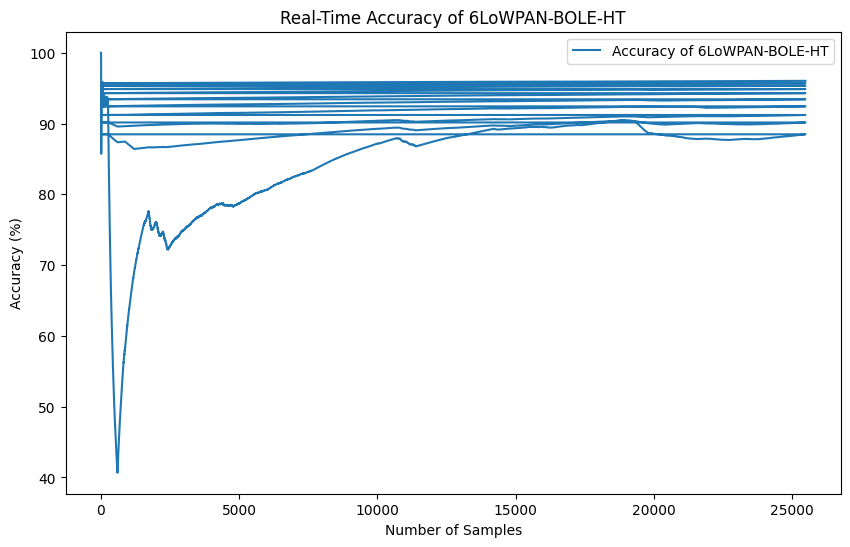 Real-Time Accuracy of 6LoWPAN-BOLE-HT
Accuracy of 6LoWPAN-BOLE-HT
100
90
80
70
60
50
40
Accuracy (%)
0 5000 10000 15000 20000 25000
Number of Samples